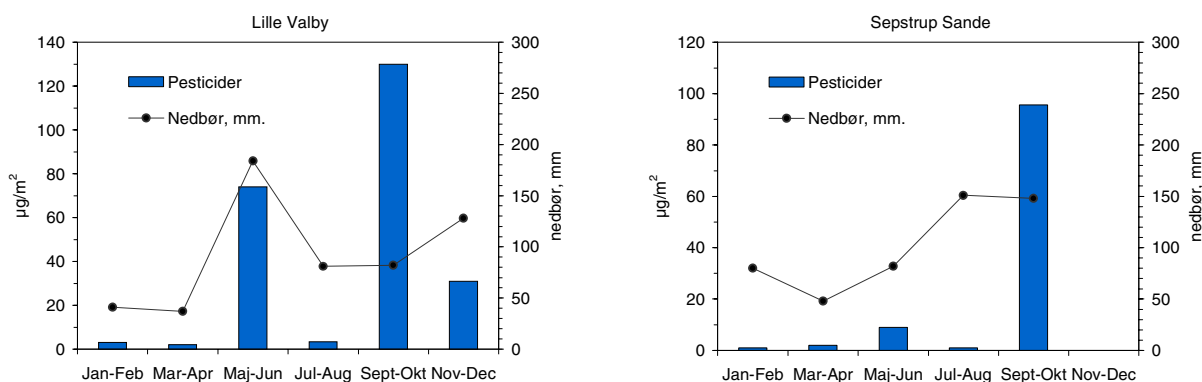 Lille Valby
140
120
100
80
60
40
20
0
µg/m²
300
250
200
150
100
50
0
nedbør, mm
Pesticider
Nedbør, mm.
Jan-Feb Mar-Apr Maj-Jun Jul-Aug Sept-Okt Nov-Dec
Sepstrup Sande
120
100
80
60
40
20
0
µg/m²
300
250
200
150
100
50
0
nedbør, mm
Pesticider
Nedbør, mm.
Jan-Feb Mar-Apr Maj-Jun Jul-Aug Sept-Okt Nov-Dec